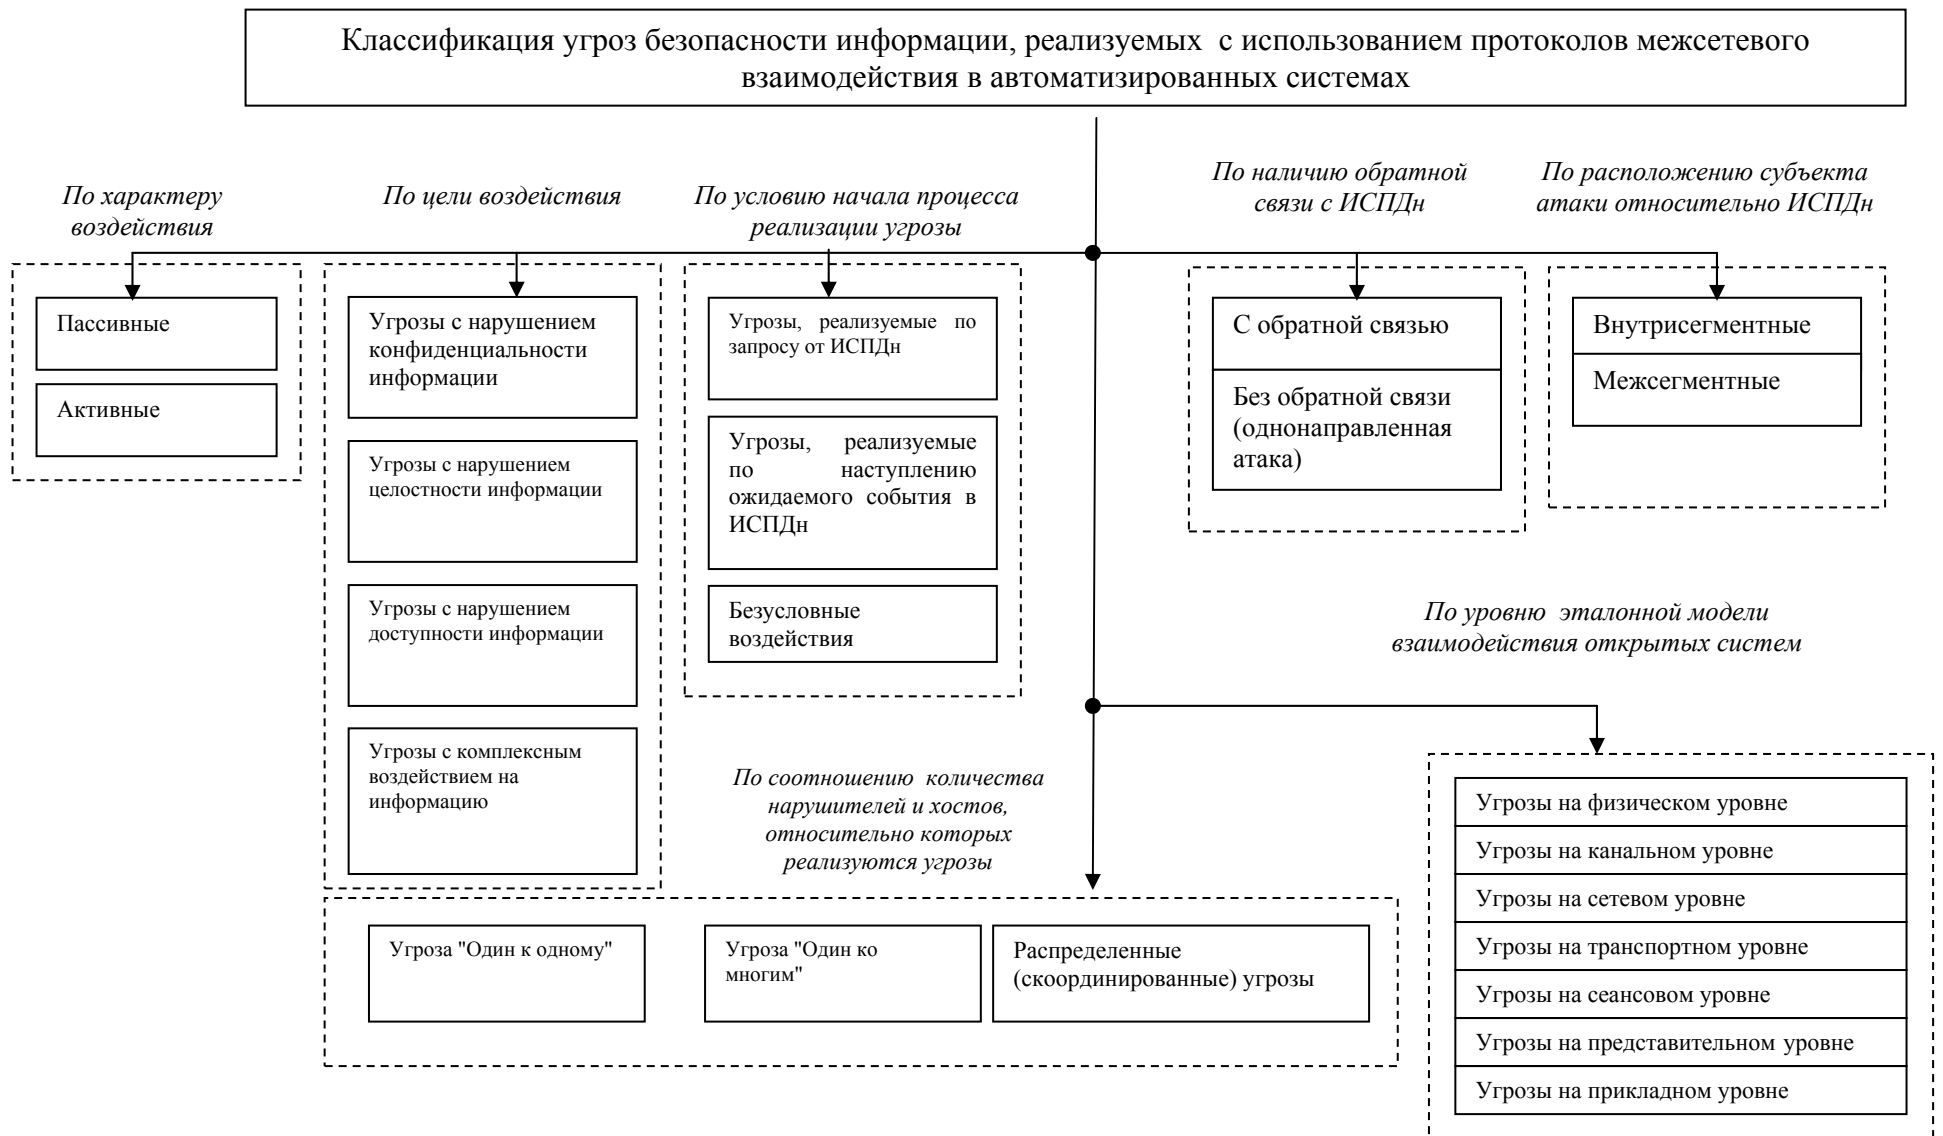 Классификация угроз безопасности информации, реализуемых с использованием протоколов межсетевого
взаимодействия в автоматизированных системах
По характеру
воздействия
По цели воздействия
По условию начала процесса
реализации угрозы
По наличию обратной
связи с ИСПДн
По расположению субъекта
атаки относительно ИСПДн
Пассивные
Активные
Угрозы с нарушением
конфиденциальности
информации
Угрозы с нарушением
целостности информации
Угрозы с нарушением
доступности информации
Угрозы с комплексным
воздействием на
информацию
Угрозы, реализуемые по
запросу от ИСПДн
Угрозы, реализуемые
по наступлению
ожидаемого события в
ИСПДн
Безусловные
воздействия
С обратной связью
Без обратной связи
(однонаправленная
атака)
Внутрисегментные
Межсегментные
По уровню эталонной модели
взаимодействия открытых систем
По соотношению количества
нарушителей и хостов,
относительно которых
реализуются угрозы
Угроза "Один к одному"
Угроза "Один ко
многим"
Распределенные
(скоординированные) угрозы
Угрозы на физическом уровне
Угрозы на канальном уровне
Угрозы на сетевом уровне
Угрозы на транспортном уровне
Угрозы на сеансовом уровне
Угрозы на представительном уровне
Угрозы на прикладном уровне